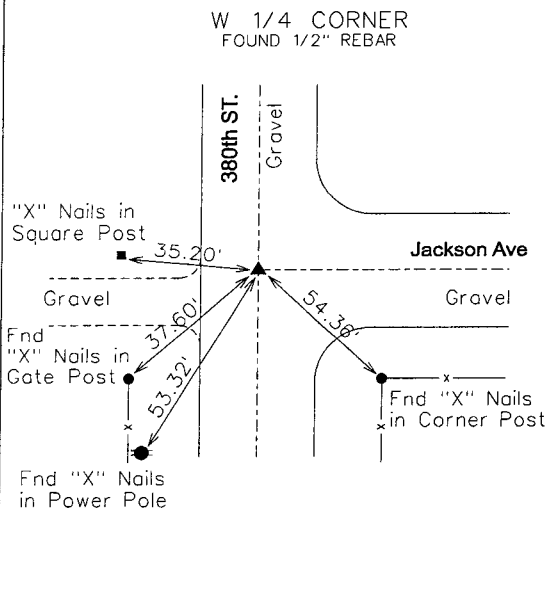 W 1/4 CORNER
FOUND 1/2" REBAR
380th ST.
Gravel
"X" Nails in
Square Post
35.20'
Jackson Ave
Gravel
Gravel
54.36'
37.60'
Fnd
"X" Nails in
Gate Post
53.32'
x
x
x
Fnd "X" Nails
in Corner Post
Fnd "X" Nails
in Power Pole